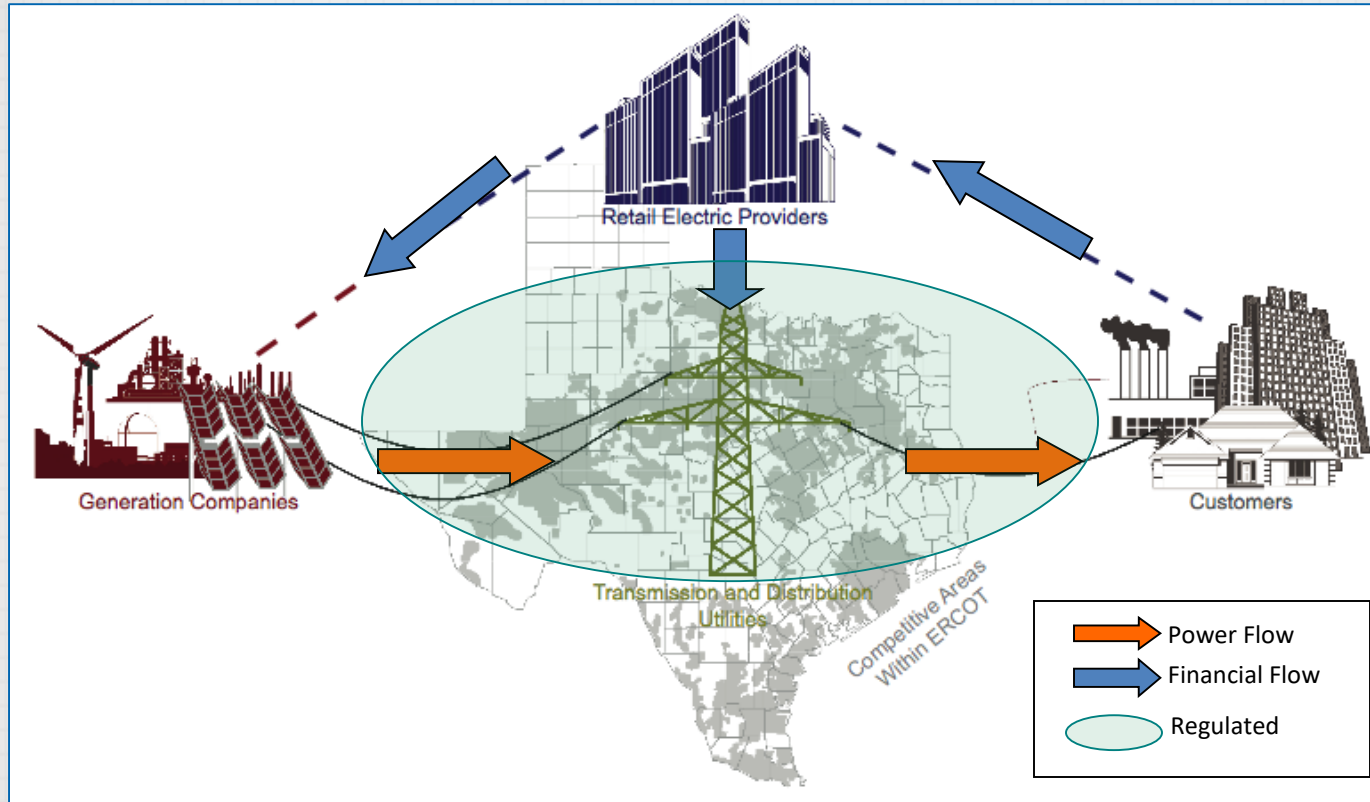 Retail Electric Providers
Generation Companies
Customers
Transmission and Distribution
Utilities
Competitive Areas
Within ERCOT
Power Flow
Financial Flow
Regulated